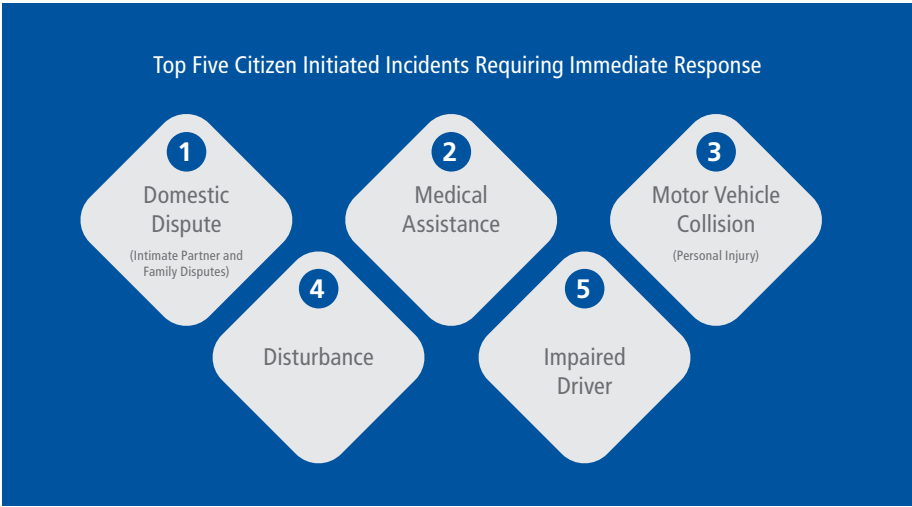 Top Five Citizen Initiated Incidents Requiring Immediate Response
1
Domestic
Dispute
(Intimate Partner and
Family Disputes)
2
Medical
Assistance
3
Motor Vehicle
Collision
(Personal Injury)
4
Disturbance
5
Impaired
Driver